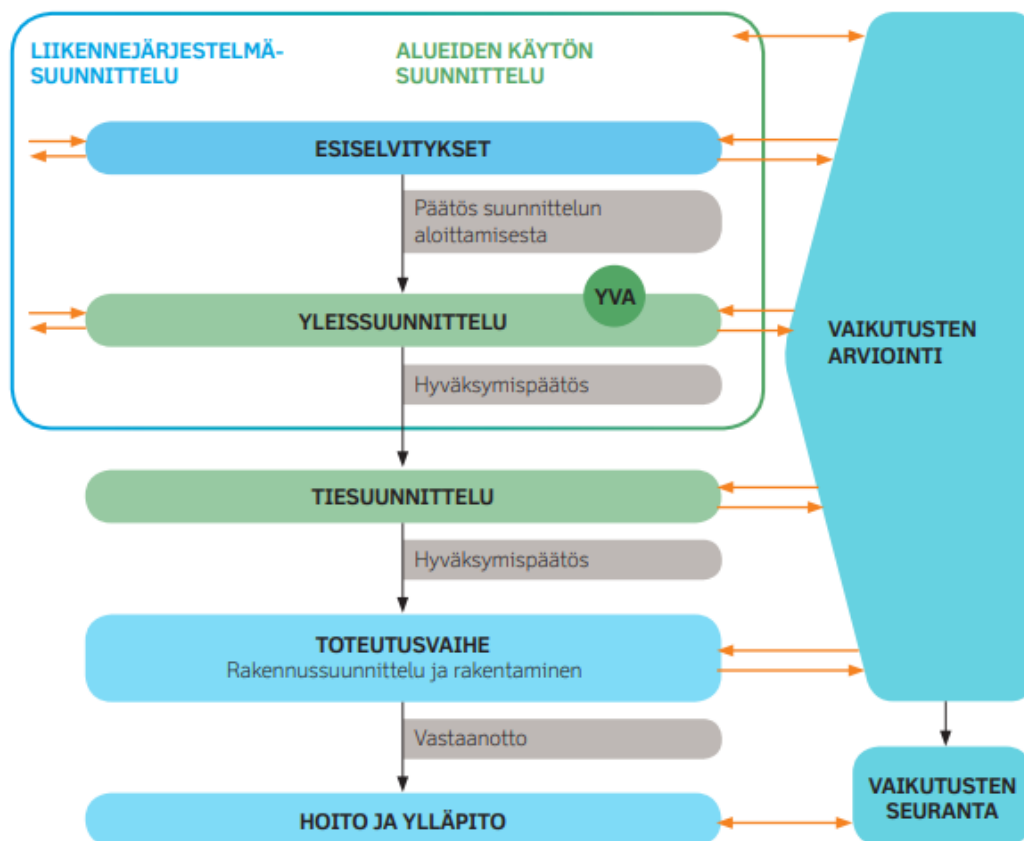 LIIKENNEJÄRJESTELMÄ-
SUUNNITTELU
ALUEIDEN KÄYTÖN
SUUNNITTELU
ESISELVITYKSET
Päätös suunnittelun
aloittamisesta
YVA
YLEISSUUNNITTELU
VAIKUTUSTEN
ARVIOINTI
Hyväksymispäätös
TIESUUNNITTELU
Hyväksymispäätös
TOTEUTUSVAIHE
Rakennussuunnittelu ja rakentaminen
Vastaanotto
VAIKUTUSTEN
SEURANTA
HOITO JA YLLÄPITO